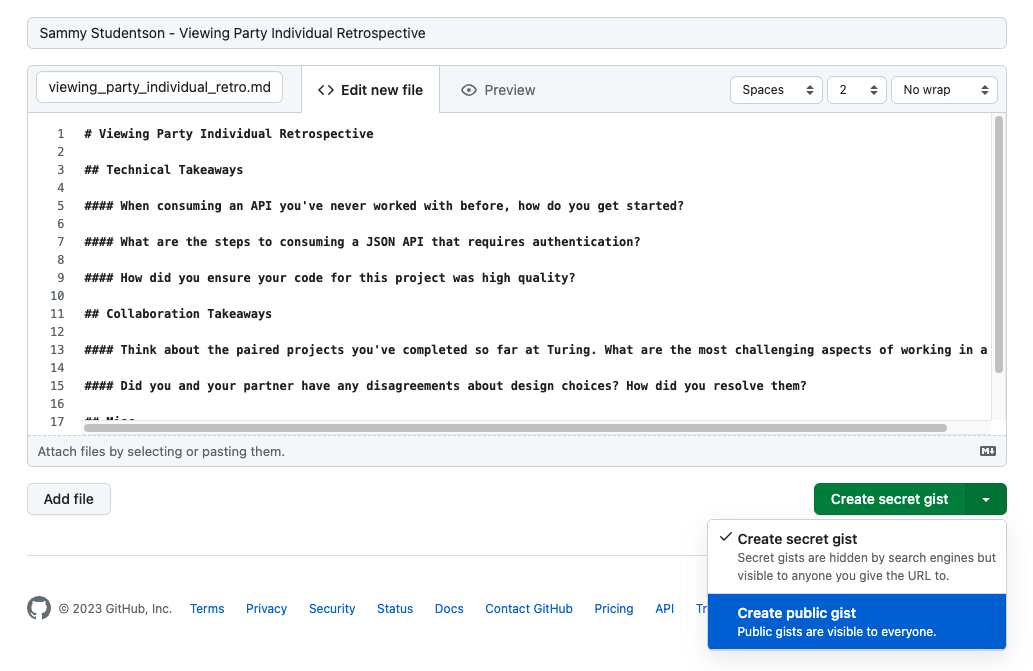 Sammy Studentson - Viewing Party Individual Retrospective
viewing_party_individual_retro.md
<> Edit new file
Preview
Spaces
2
No wrap
1 # Viewing Party Individual Retrospective
2
3 ## Technical Takeaways
4
5 #### When consuming an API you've never worked with before, how do you get started?
6
7 #### What are the steps to consuming a JSON API that requires authentication?
8
9 #### How did you ensure your code for this project was high quality?
10
11 ## Collaboration Takeaways
12
13 #### Think about the paired projects you've completed so far at Turing. What are the most challenging aspects of working in a
14
15 #### Did you and your partner have any disagreements about design choices? How did you resolve them?
16
17 ## Misc
Attach files by selecting or pasting them.
Add file
Create secret gist
Create secret gist
Secret gists are hidden by search engines but
visible to anyone you give the URL to.
Create public gist
Public gists are visible to everyone.
© 2023 GitHub, Inc.
Terms
Privacy
Security
Status
Docs
Contact GitHub
Pricing
API